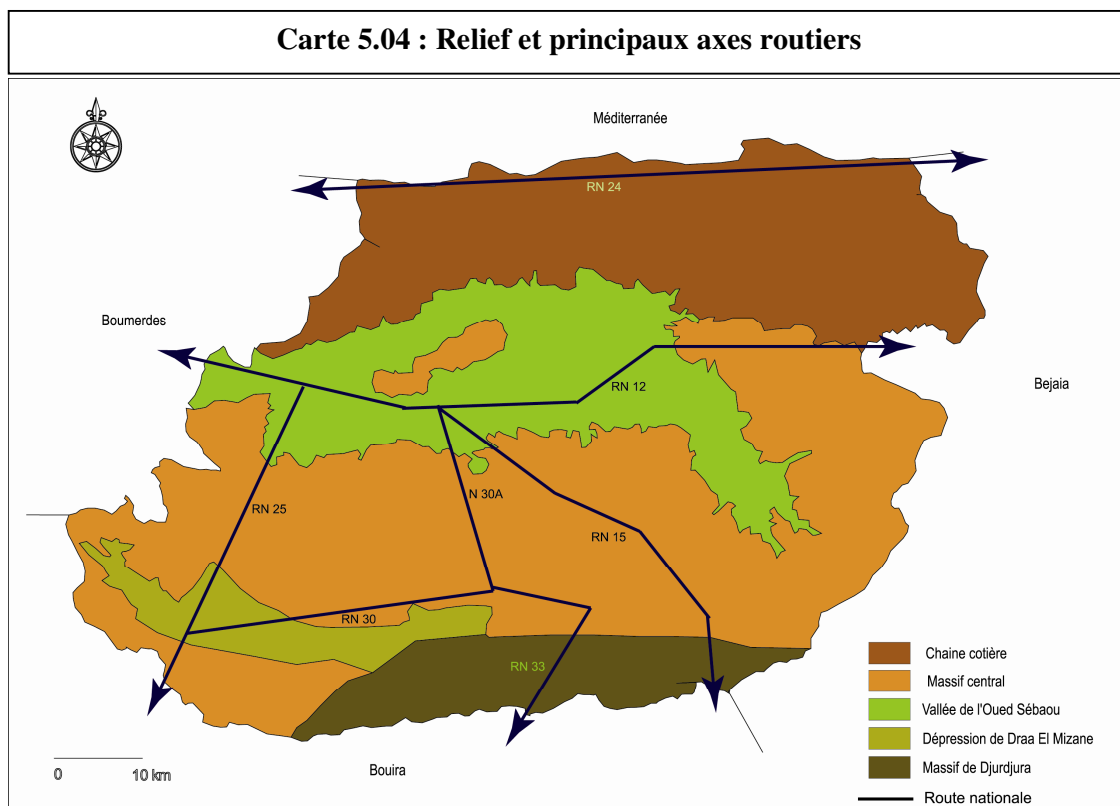 Carte 5.04 : Relief et principaux axes routiers
Méditerranée
RN 24
Boumerdes
RN 12
Bejaia
N 30A
RN 25
RN 15
RN 30
RN 33
Chaine cotière
Massif central
Vallée de l'Oued Sébaou
Dépression de Draa El Mizane
Massif de Djurdjura
Route nationale
0 10 km
Bouira